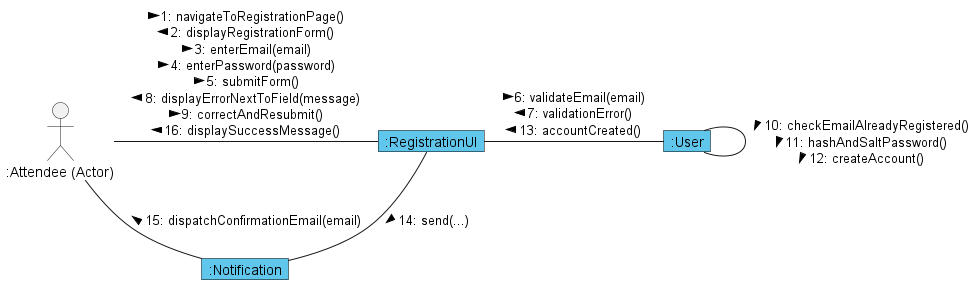 1: navigateToRegistrationPage()
2: displayRegistrationForm()
3: enterEmail(email)
4: enterPassword(password)
5: submitForm()
8: displayErrorNextToField(message)
9: correctAndResubmit()
16: displaySuccessMessage()
6: validateEmail(email)
7: validationError()
13: accountCreated()
10: checkEmailAlreadyRegistered()
11: hashAndSaltPassword()
12: createAccount()
:RegistrationUI
:User
:Attendee (Actor)
15: dispatchConfirmationEmail(email)
14: send(...)
:Notification